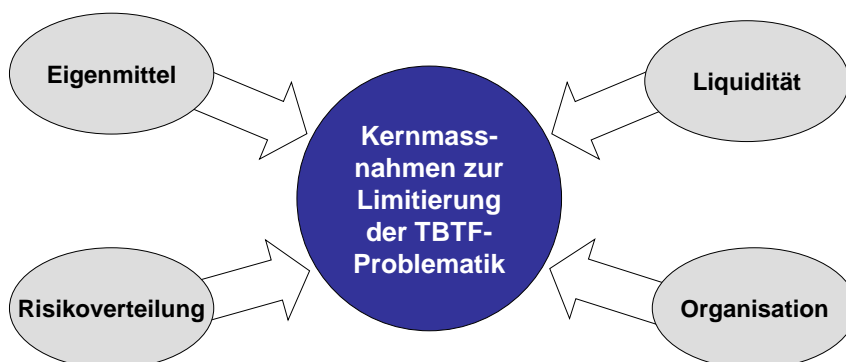 Eigenmittel
Liquidität
Kernmass-
nahmen zur
Limitierung
der TBTF-
Problematik
Risikoverteilung
Organisation